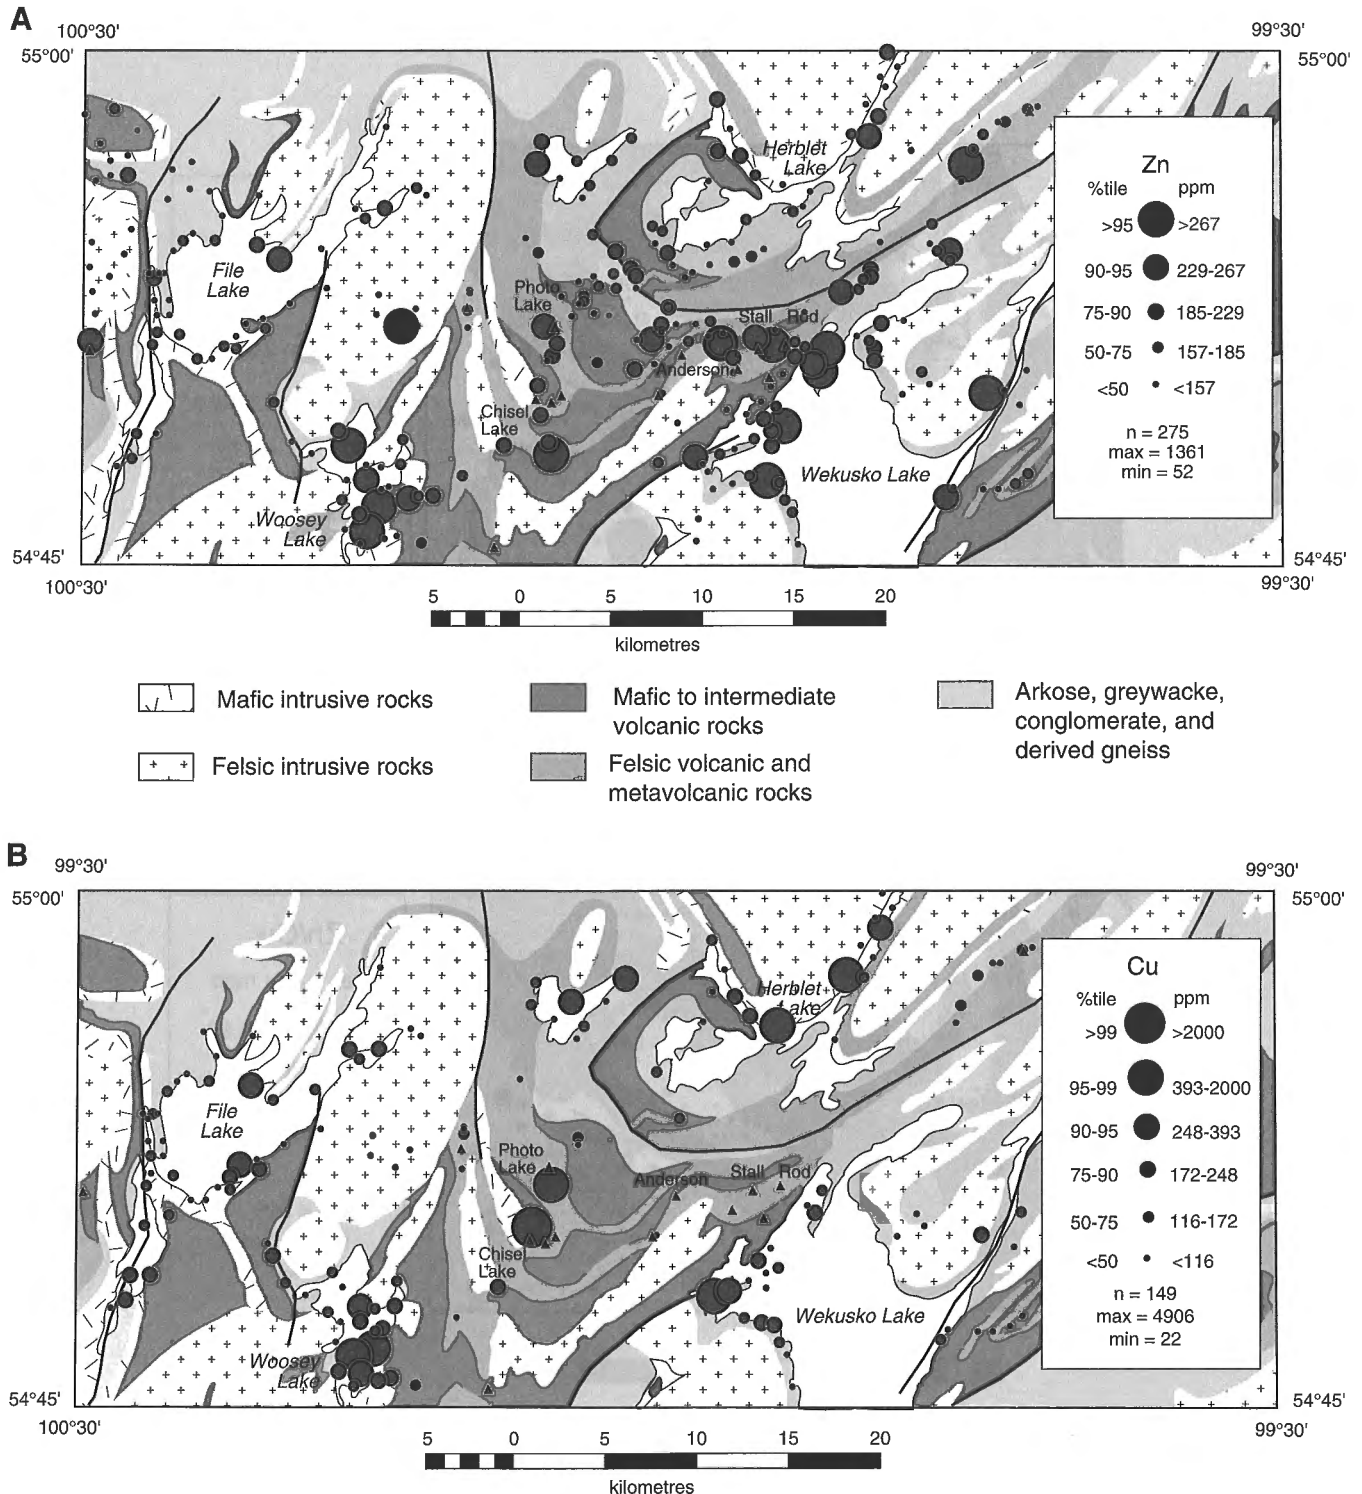 A
100°30'
99°30'
55°00'
55°00'
Herblet
Lake
File
Lake
Photo
Lake
Stall Rod
Anderson
Chisel
Lake
Wekusko Lake
Woosey
Lake
54°45'
54°45'
100°30'
99°30'
Zn
%tile ppm
>95 >267
90-95 229-267
75-90 185-229
50-75 157-185
<50 <157
n = 275
max = 1361
min = 52
5 0 5 10 15 20
kilometres
Mafic intrusive rocks
Felsic intrusive rocks
Mafic to intermediate
volcanic rocks
Felsic volcanic and
metavolcanic rocks
Arkose, greywacke,
conglomerate, and
derived gneiss
B
99°30'
99°30'
55°00'
55°00'
Herblet
Lake
File
Lake
Photo
Lake
Anderson
Stall Rod
Chisel
Lake
Wekusko Lake
Woosey
Lake
54°45'
54°45'
100°30'
99°30'
Cu
%tile ppm
>99 >2000
95-99 393-2000
90-95 248-393
75-90 172-248
50-75 116-172
<50 <116
n = 149
max = 4906
min = 22
5 0 5 10 15 20
kilometres